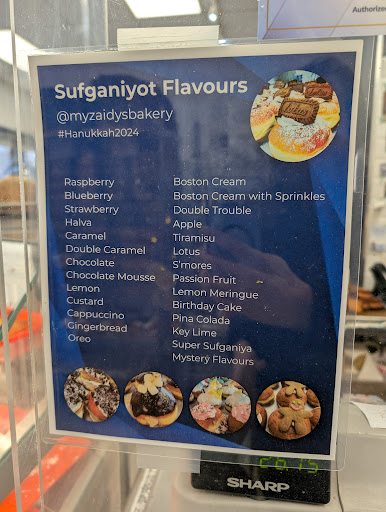 Authorized
Sufganiyot Flavours
@myzaidysbakery
#Hanukkah2024
Raspberry
Blueberry
Strawberry
Halva
Caramel
Double Caramel
Chocolate
Chocolate Mousse
Lemon
Custard
Cappuccino
Gingerbread
Oreo
Boston Cream
Boston Cream with Sprinkles
Double Trouble
Apple
Tiramisu
Lotus
S'mores
Passion Fruit
Lemon Meringue
Birthday Cake
Pina Colada
Key Lime
Super Sufganiya
Mystery Flavours
SHARP